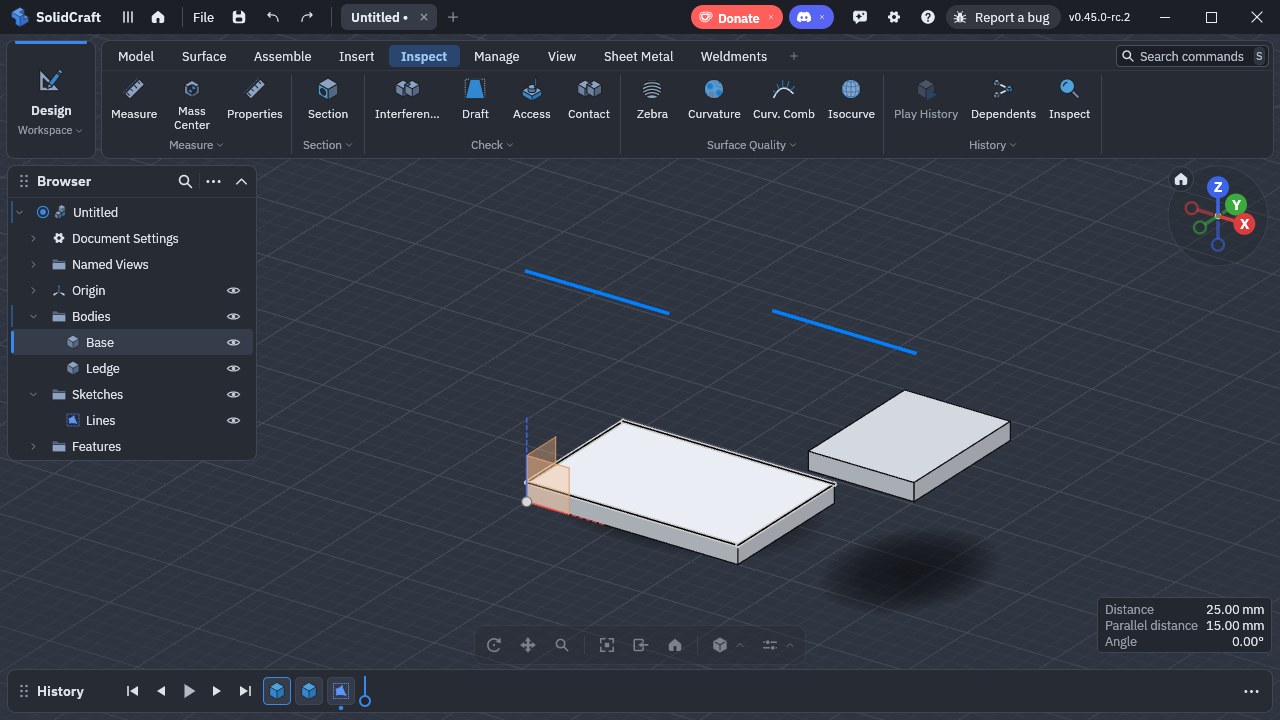 SolidCraft
File
Untitled •
Donate
Report a bug
v0.45.0-rc.2
Design
Workspace
Model
Surface
Assemble
Insert
Inspect
Manage
View
Sheet Metal
Weldments
Search commands
S
Measure
Mass Center
Properties
Measure
Section
Section
Interferen...
Draft
Access
Contact
Check
Zebra
Curvature
Curv. Comb
Isocurve
Surface Quality
Play History
Dependents
Inspect
History
Browser
Untitled
Document Settings
Named Views
Origin
Bodies
Base
Ledge
Sketches
Lines
Features
Z
Y
X
Distance 25.00 mm
Parallel distance 15.00 mm
Angle 0.00°
History